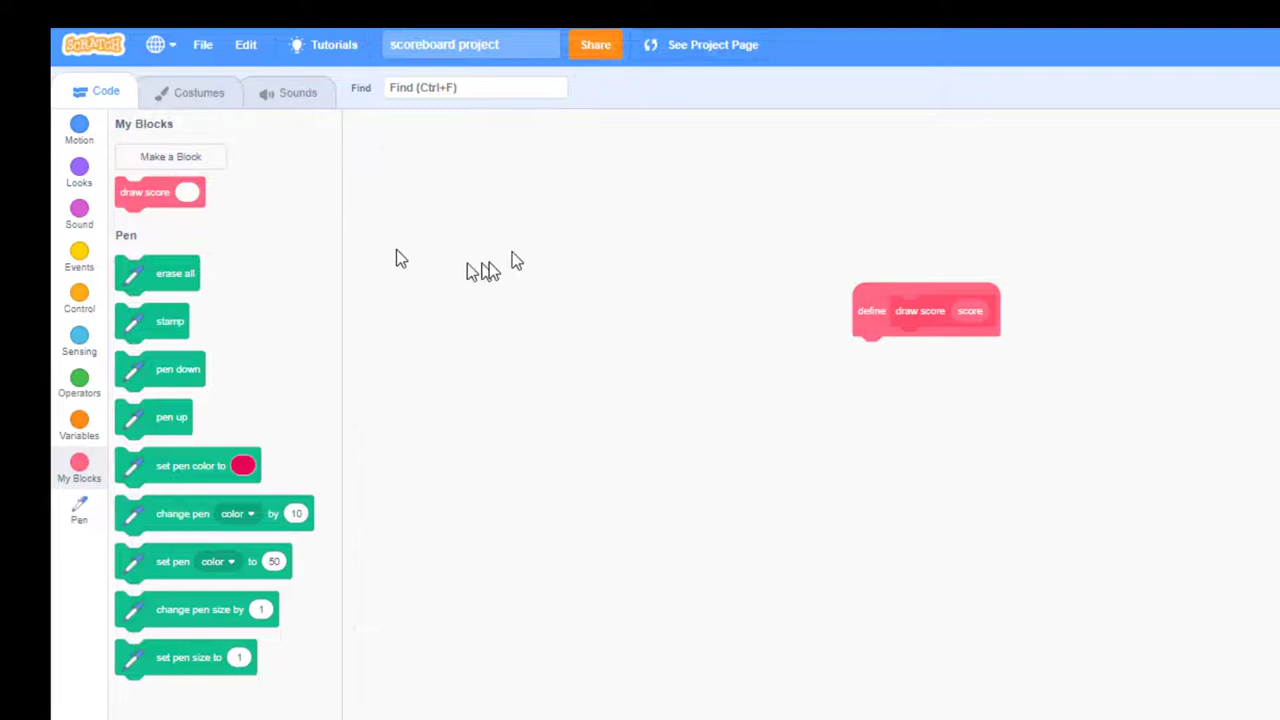 SCRATCH File Edit Tutorials scoreboard project Share See Project Page
Code Costumes Sounds Find Find (Ctrl+F)
Motion
Looks
Sound
Events
Control
Sensing
Operators
Variables
My Blocks
Pen
My Blocks
Make a Block
draw score
Pen
erase all
stamp
pen down
pen up
set pen color to
change pen color by 10
set pen color to 50
change pen size by 1
set pen size to 1
define draw score score